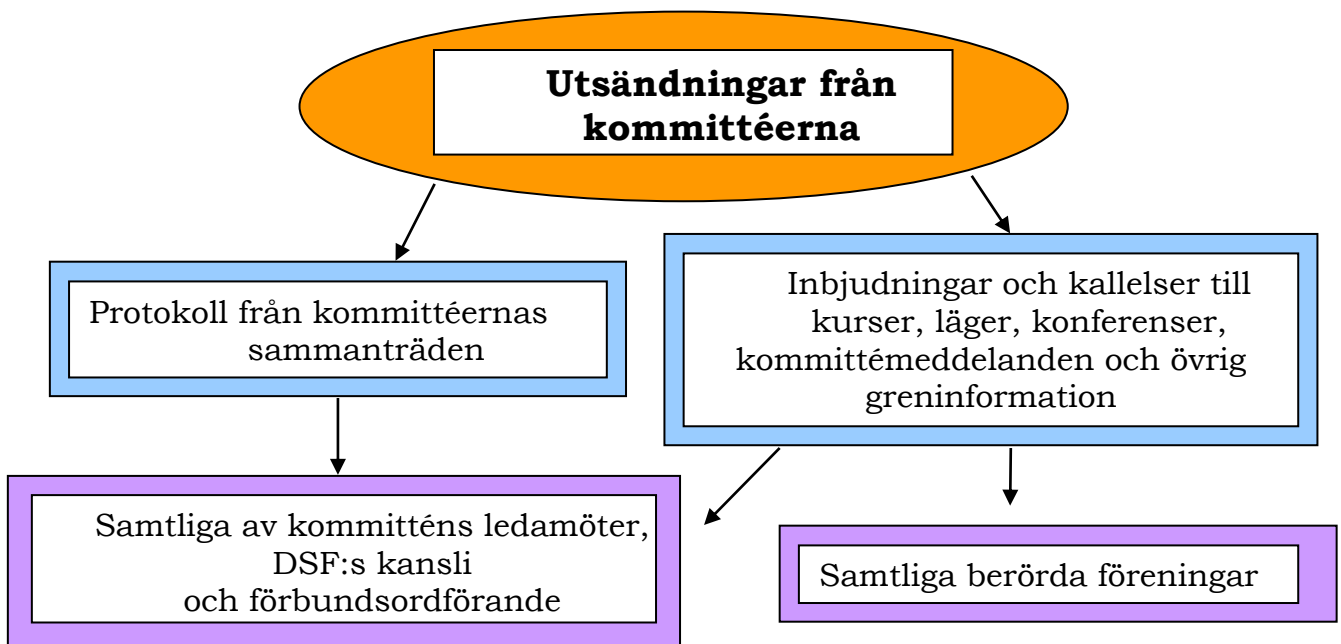 Utsändningar från
kommittéerna
Protokoll från kommittéernas
sammanträden
Inbjudningar och kallelser till
kurser, läger, konferenser,
kommittémeddelanden och övrig
greninformation
Samtliga av kommitténs ledamöter,
DSF:s kansli
och förbundsordförande
Samtliga berörda föreningar